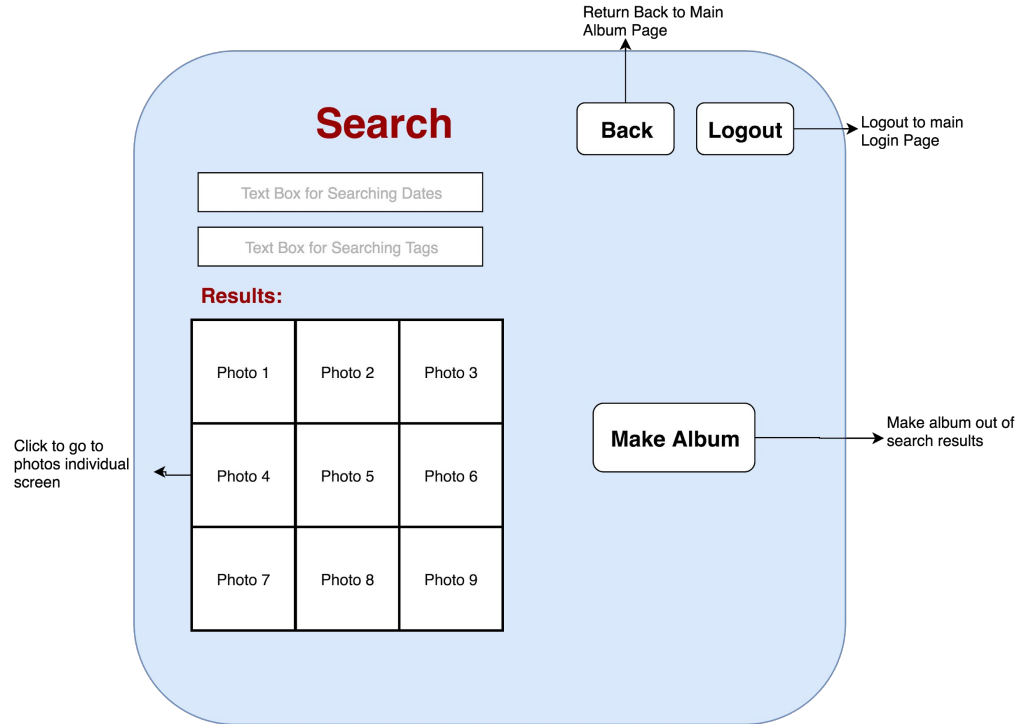 Return Back to Main
Album Page
Search
Back
Logout
Logout to main
Login Page
Text Box for Searching Dates
Text Box for Searching Tags
Results:
Photo 1
Photo 2
Photo 3
Make Album
Make album out of
search results
Click to go to
photos individual
screen
Photo 4
Photo 5
Photo 6
Photo 7
Photo 8
Photo 9